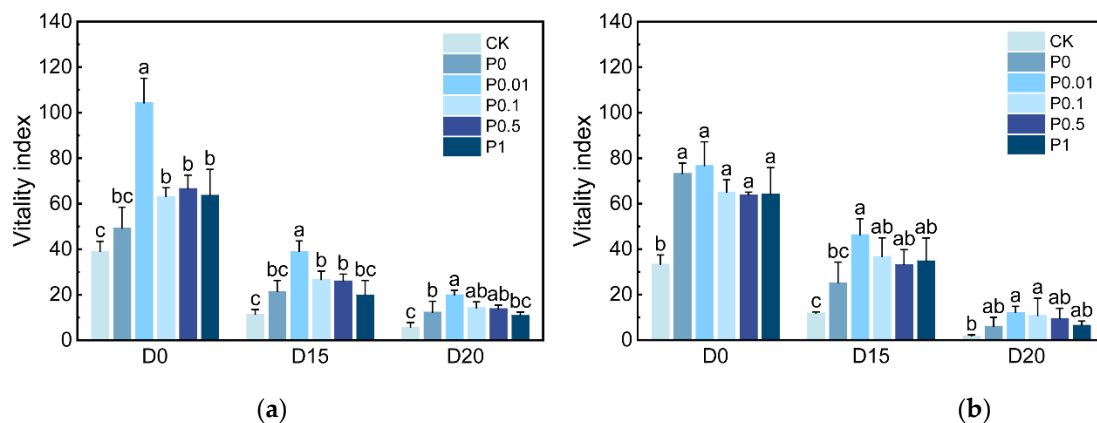 140
120
100
80
60
40
20
0
Vitality index
CK
P0
P0.01
P0.1
P0.5
P1
c
bc
a
b
b
b
c
bc
a
b
b
bc
c
b
a
ab
ab
bc
D0
D15
D20
(a)
140
120
100
80
60
40
20
0
Vitality index
CK
P0
P0.01
P0.1
P0.5
P1
b
a
a
a
a
a
c
bc
a
ab
ab
ab
b
ab
a
a
ab
ab
D0
D15
D20
(b)